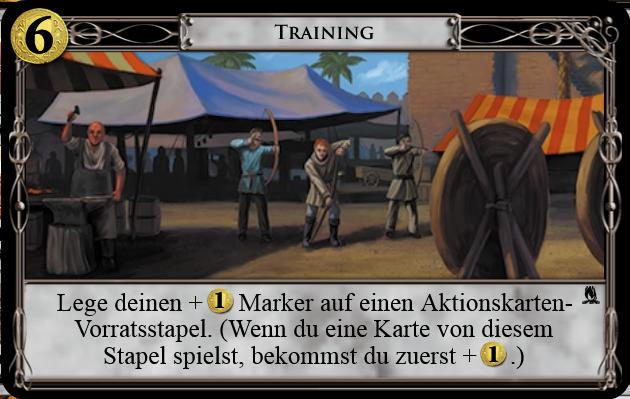 6
TRAINING
Lege deinen +1 Marker auf einen Aktionskarten-
Vorratsstapel. (Wenn du eine Karte von diesem
Stapel spielst, bekommst du zuerst +1.)